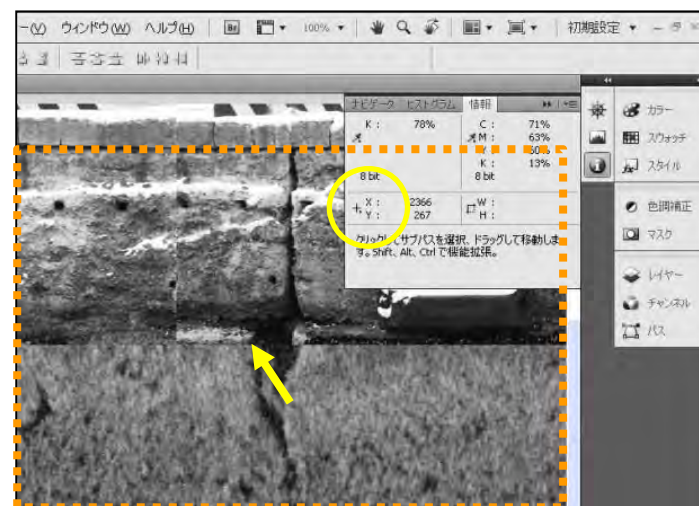 ー(V) ウィンドウ(W) ヘルプ(H) Br 100% 初期設定
ナビゲータ ヒストグラム 情報
K : 78% C : 71%
M : 63%
Y : 60%
K : 13%
8 bit 8 bit
X : 2366 W :
Y : 267 H :
クリックしてサブパスを選択、ドラッグして移動しま
す。Shift、Alt、Ctrl で機能拡張。
カラー
スウォッチ
スタイル
色調補正
マスク
レイヤー
チャンネル
パス